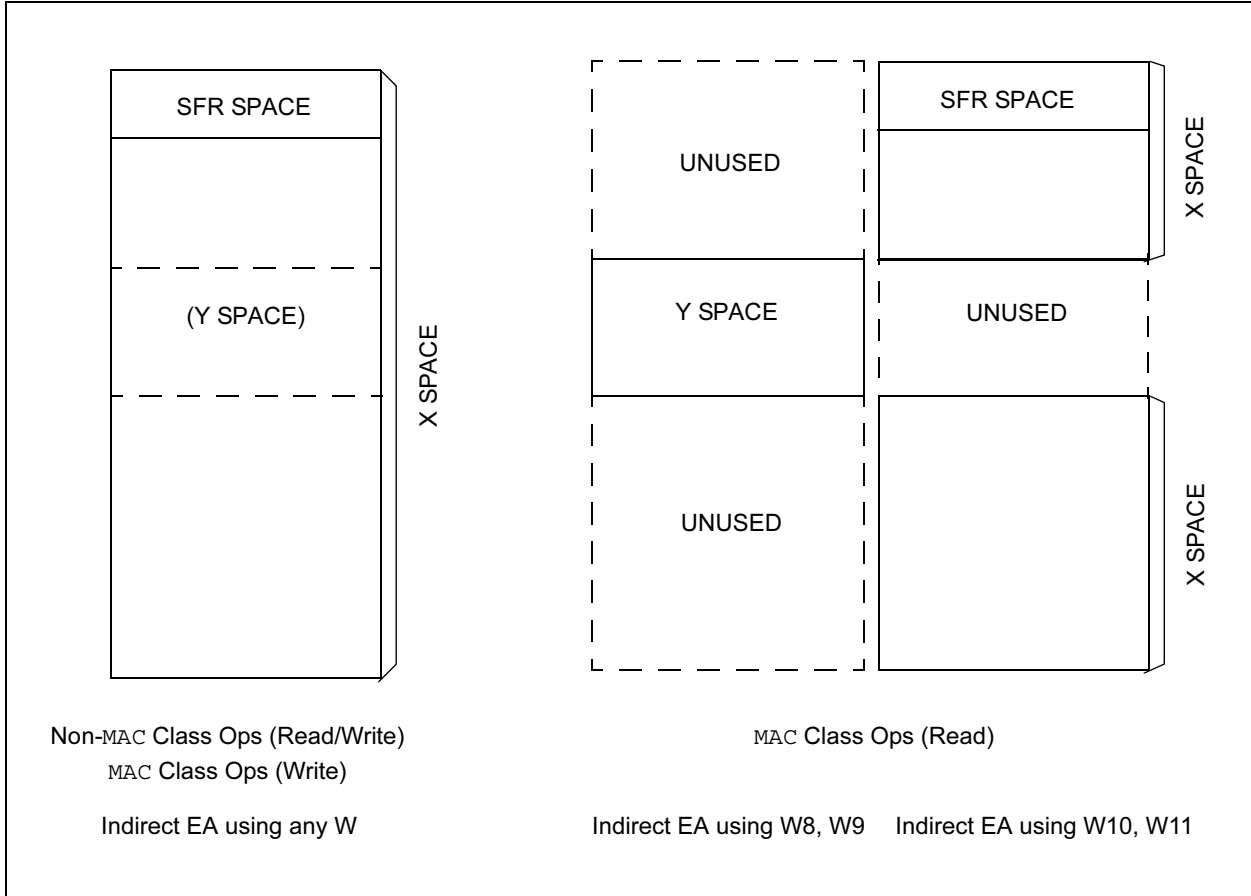 SFR SPACE
(Y SPACE)
X SPACE
UNUSED
Y SPACE
UNUSED
SFR SPACE
UNUSED
X SPACE
X SPACE
Non-MAC Class Ops (Read/Write)
MAC Class Ops (Write)
MAC Class Ops (Read)
Indirect EA using any W
Indirect EA using W8, W9
Indirect EA using W10, W11